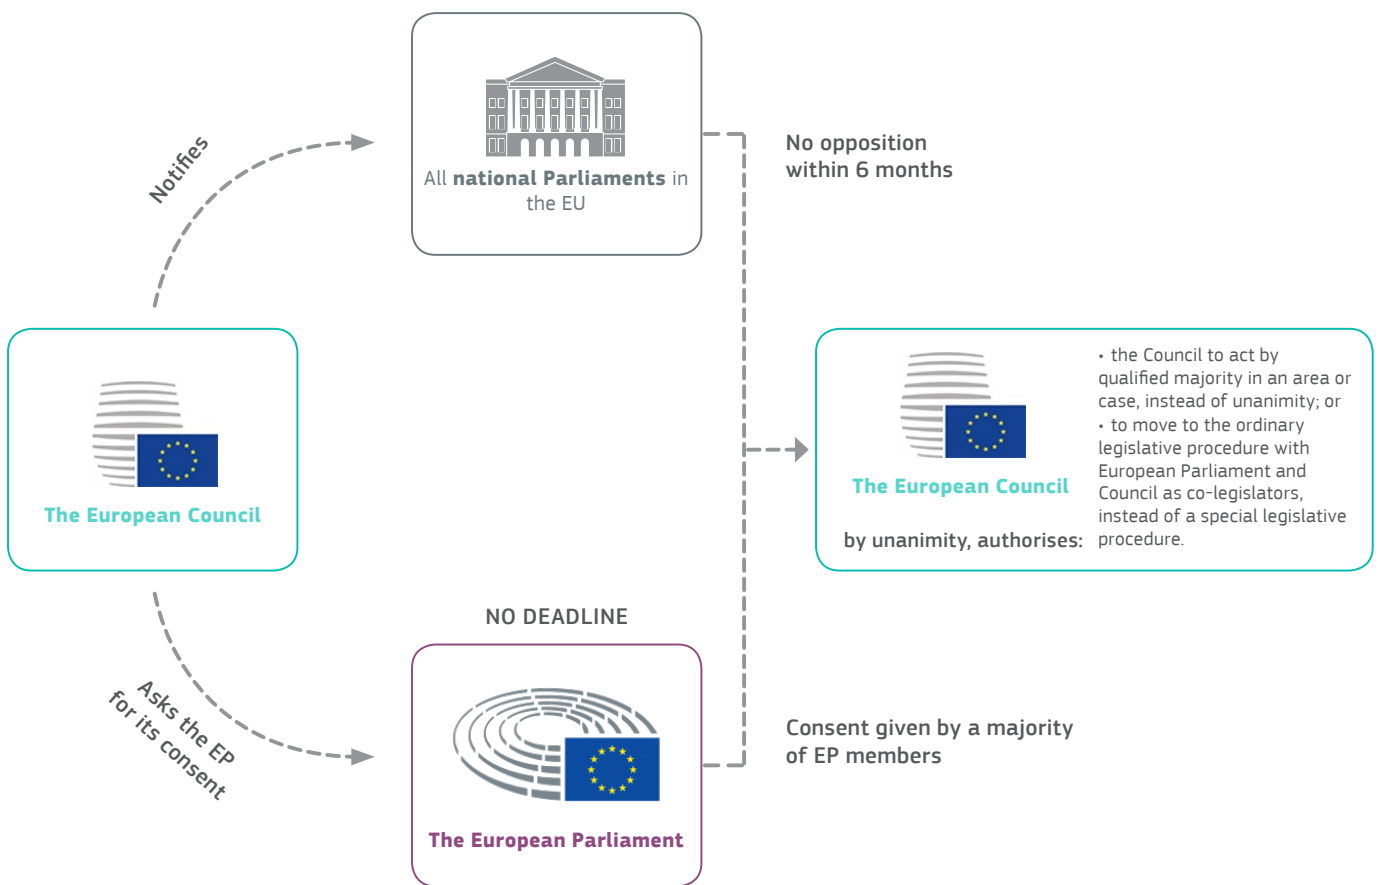 Notifies
All national Parliaments in
the EU
No opposition
within 6 months
The European Council
The European Council
by unanimity, authorises:
• the Council to act by
qualified majority in an area or
case, instead of unanimity; or
• to move to the ordinary
legislative procedure with
European Parliament and
Council as co-legislators,
instead of a special legislative
procedure.
Asks the EP
for its consent
NO DEADLINE
The European Parliament
Consent given by a majority
of EP members